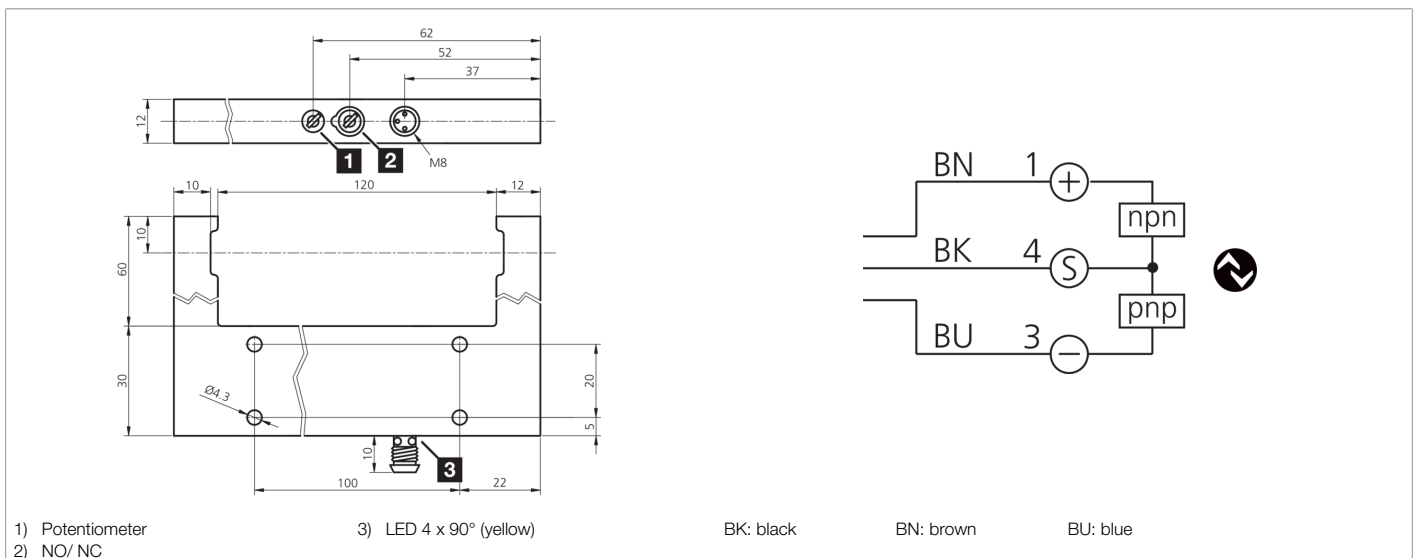 62
52
37
12
1 2
M8
10 120 12
10
60
30
Ø4.3
20
5
10
3
100 22
BN 1 +
npn
BK 4 S
pnp
BU 3 −
1) Potentiometer 3) LED 4 x 90° (yellow) BK: black BN: brown BU: blue
2) NO/ NC